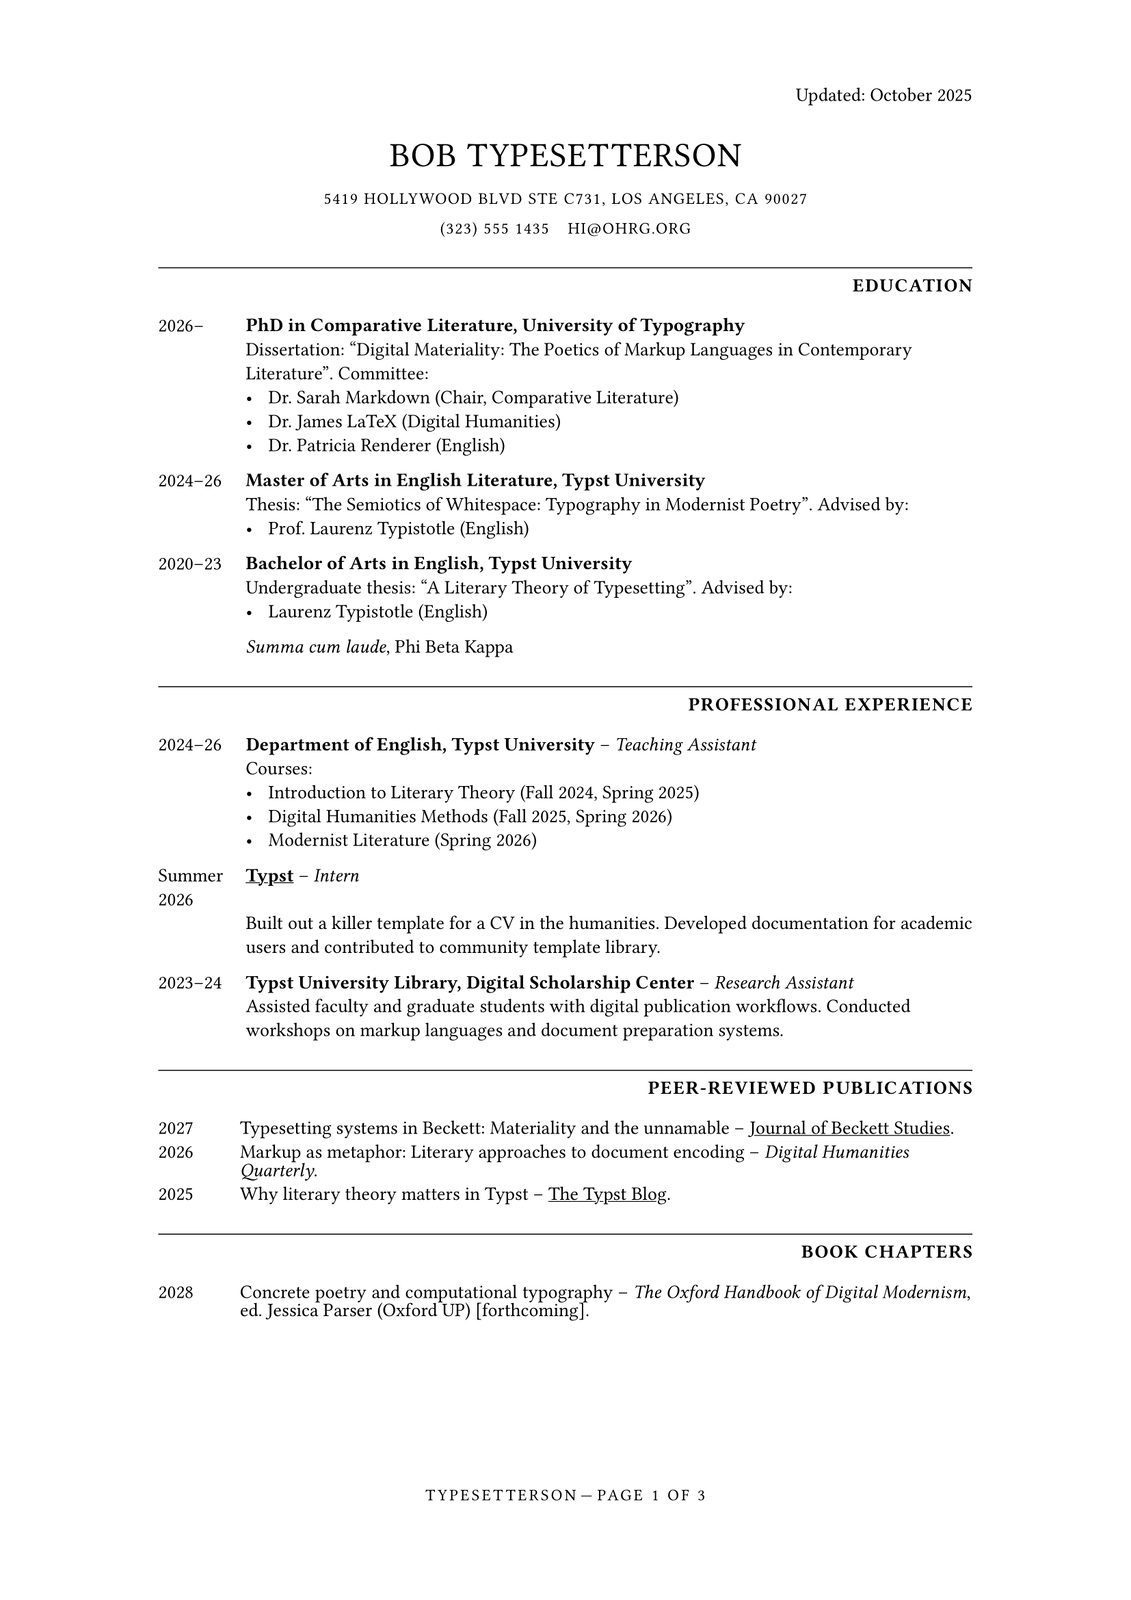 Updated: October 2025
BOB TYPESETTERSON
5419 HOLLYWOOD BLVD STE C731, LOS ANGELES, CA 90027
(323) 555 1435 HI@OHRG.ORG
EDUCATION
2026– PhD in Comparative Literature, University of Typography
Dissertation: “Digital Materiality: The Poetics of Markup Languages in Contemporary
Literature”. Committee:
• Dr. Sarah Markdown (Chair, Comparative Literature)
• Dr. James LaTeX (Digital Humanities)
• Dr. Patricia Renderer (English)
2024–26 Master of Arts in English Literature, Typst University
Thesis: “The Semiotics of Whitespace: Typography in Modernist Poetry”. Advised by:
• Prof. Laurenz Typistotle (English)
2020–23 Bachelor of Arts in English, Typst University
Undergraduate thesis: “A Literary Theory of Typesetting”. Advised by:
• Laurenz Typistotle (English)
Summa cum laude, Phi Beta Kappa
PROFESSIONAL EXPERIENCE
2024–26 Department of English, Typst University – Teaching Assistant
Courses:
• Introduction to Literary Theory (Fall 2024, Spring 2025)
• Digital Humanities Methods (Fall 2025, Spring 2026)
• Modernist Literature (Spring 2026)
Summer Typst – Intern
2026
Built out a killer template for a CV in the humanities. Developed documentation for academic
users and contributed to community template library.
2023–24 Typst University Library, Digital Scholarship Center – Research Assistant
Assisted faculty and graduate students with digital publication workflows. Conducted
workshops on markup languages and document preparation systems.
PEER-REVIEWED PUBLICATIONS
2027 Typesetting systems in Beckett: Materiality and the unnamable – Journal of Beckett Studies.
2026 Markup as metaphor: Literary approaches to document encoding – Digital Humanities
Quarterly.
2025 Why literary theory matters in Typst – The Typst Blog.
BOOK CHAPTERS
2028 Concrete poetry and computational typography – The Oxford Handbook of Digital Modernism,
ed. Jessica Parser (Oxford UP) [forthcoming].
TYPESETTERSON — PAGE 1 OF 3